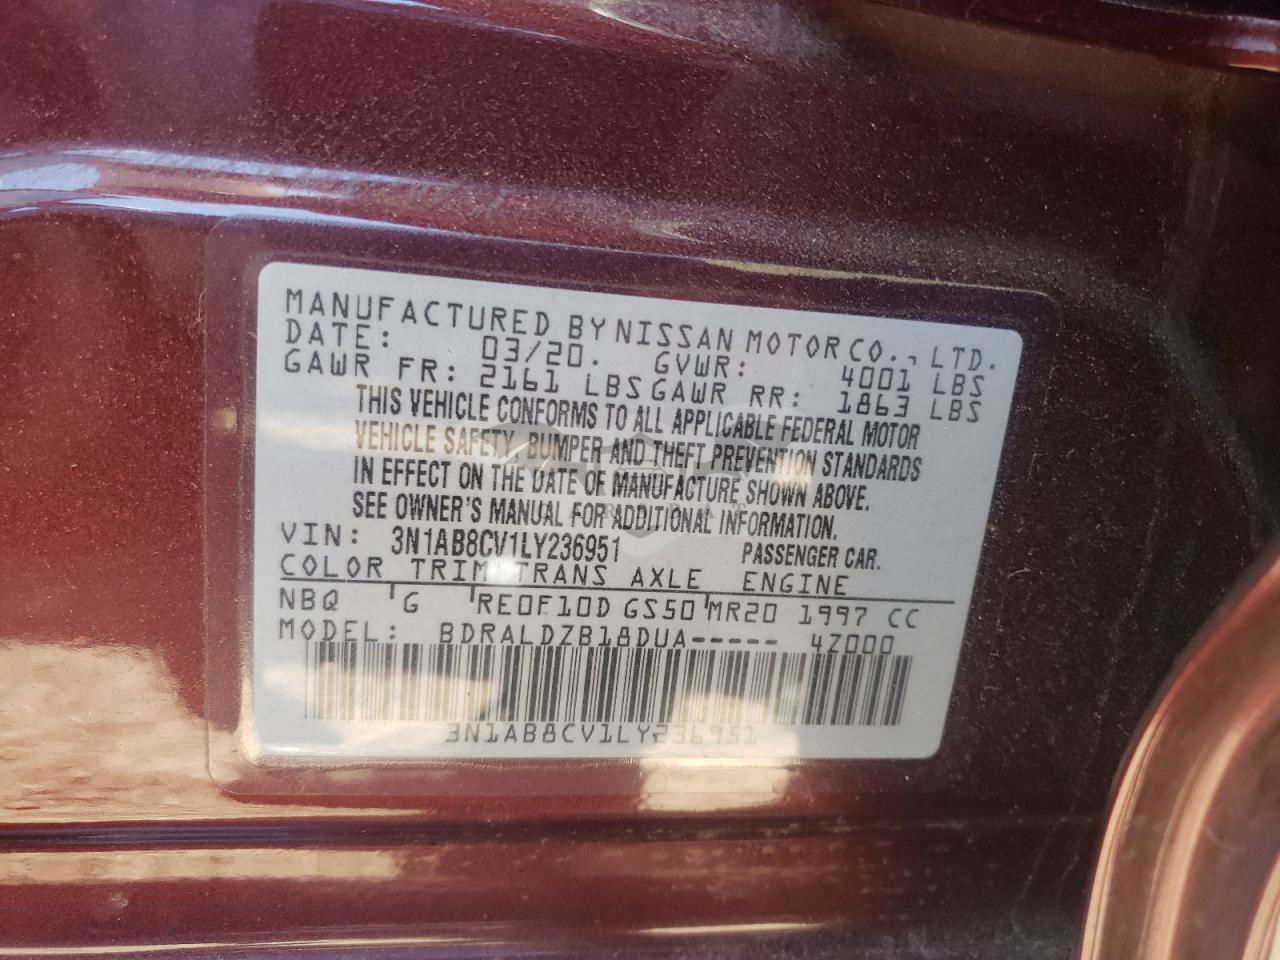 MANUFACTURED BY NISSAN MOTOR CO., LTD.
DATE: 03/20. GVWR: 4001 LBS
GAWR FR: 2161 LBS GAWR RR: 1863 LBS
THIS VEHICLE CONFORMS TO ALL APPLICABLE FEDERAL MOTOR
VEHICLE SAFETY, BUMPER AND THEFT PREVENTION STANDARDS
IN EFFECT ON THE DATE OF MANUFACTURE SHOWN ABOVE.
SEE OWNER'S MANUAL FOR ADDITIONAL INFORMATION.
VIN: 3N1AB8CV1LY236951 PASSENGER CAR.
COLOR TRIM TRANS AXLE ENGINE
NBQ G RE0F10D GS50 MR20 1997 CC
MODEL: BDRALDZB18DUA----- 4Z000
3N1AB8CV1LY236951